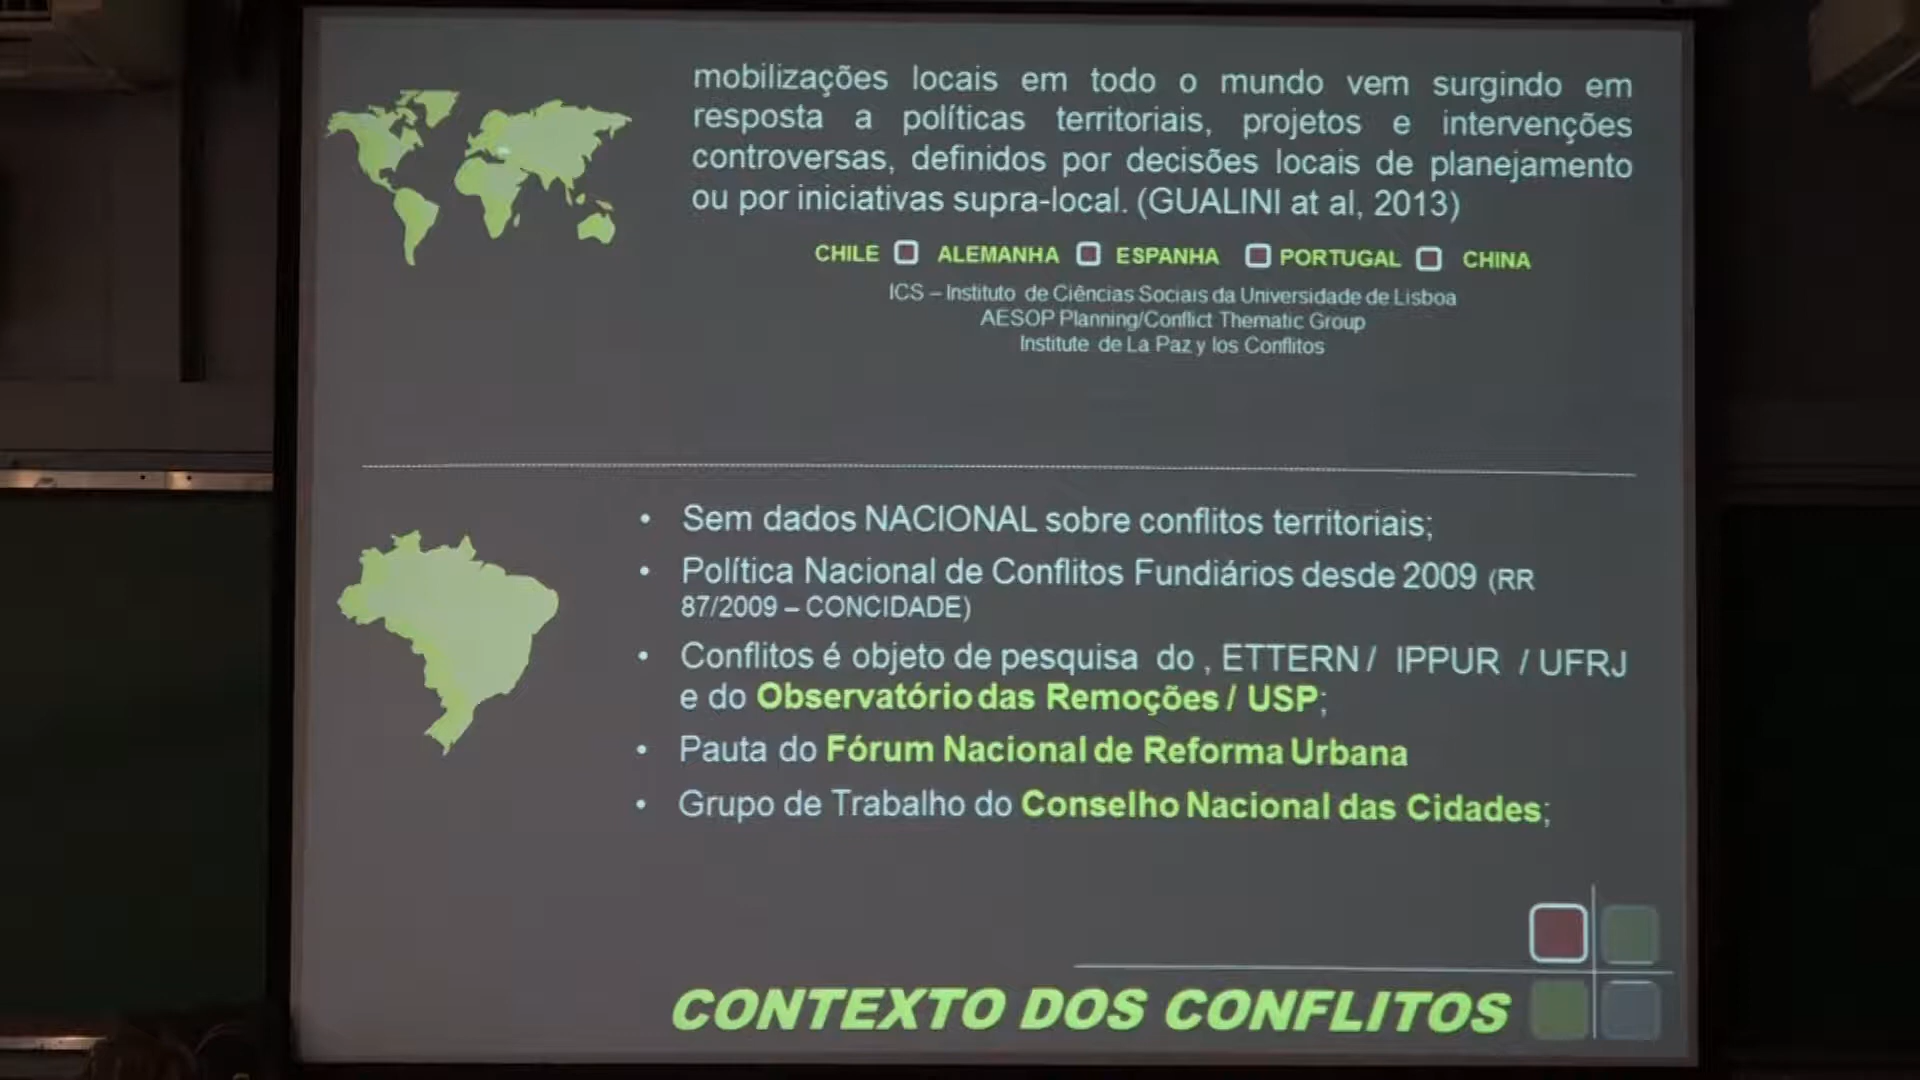 mobilizações locais em todo o mundo vem surgindo em
resposta a políticas territoriais, projetos e intervenções
controversas, definidos por decisões locais de planejamento
ou por iniciativas supra-local. (GUALINI at al, 2013)
CHILE ALEMANHA ESPANHA PORTUGAL CHINA
ICS – Instituto de Ciências Sociais da Universidade de Lisboa
AESOP Planning/Conflict Thematic Group
Institute de La Paz y los Conflitos
• Sem dados NACIONAL sobre conflitos territoriais;
• Política Nacional de Conflitos Fundiários desde 2009 (RR
87/2009 – CONCIDADE)
• Conflitos é objeto de pesquisa do , ETTERN / IPPUR / UFRJ
e do Observatório das Remoções / USP;
• Pauta do Fórum Nacional de Reforma Urbana
• Grupo de Trabalho do Conselho Nacional das Cidades;
CONTEXTO DOS CONFLITOS